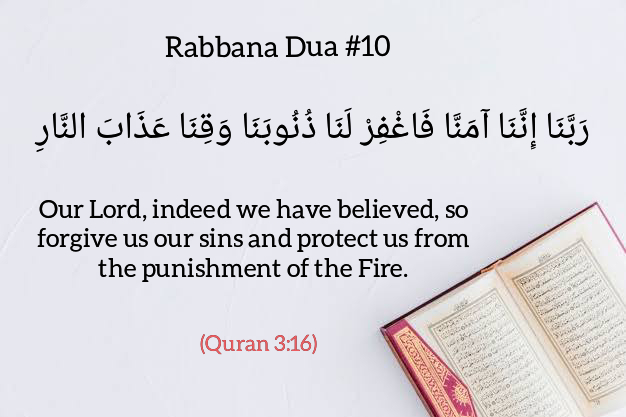 Rabbana Dua #10
رَبَّنَا إِنَّنَا آمَنَّا فَاغْفِرْ لَنَا ذُنُوبَنَا وَقِنَا عَذَابَ النَّارِ
Our Lord, indeed we have believed, so
forgive us our sins and protect us from
the punishment of the Fire.
(Quran 3:16)